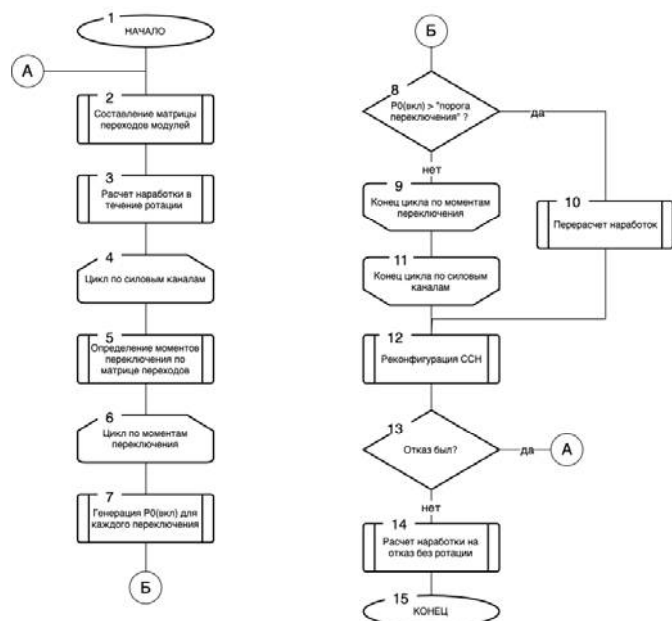 1
НАЧАЛО
А
2
Составление матрицы
переходов модулей
3
Расчет наработки в
течение ротации
4
Цикл по силовым каналам
5
Определение моментов
переключения по
матрице переходов
6
Цикл по моментам
переключения
7
Генерация P0(вкл) для
каждого переключения
Б
Б
8
P0(вкл) > "порога
переключения" ?
да
нет
9
Конец цикла по моментам
переключения
10
Перерасчет наработок
11
Конец цикла по силовым
каналам
12
Реконфигурация ССН
13
Отказ был?
да
А
нет
14
Расчет наработки на
отказ без ротации
15
КОНЕЦ